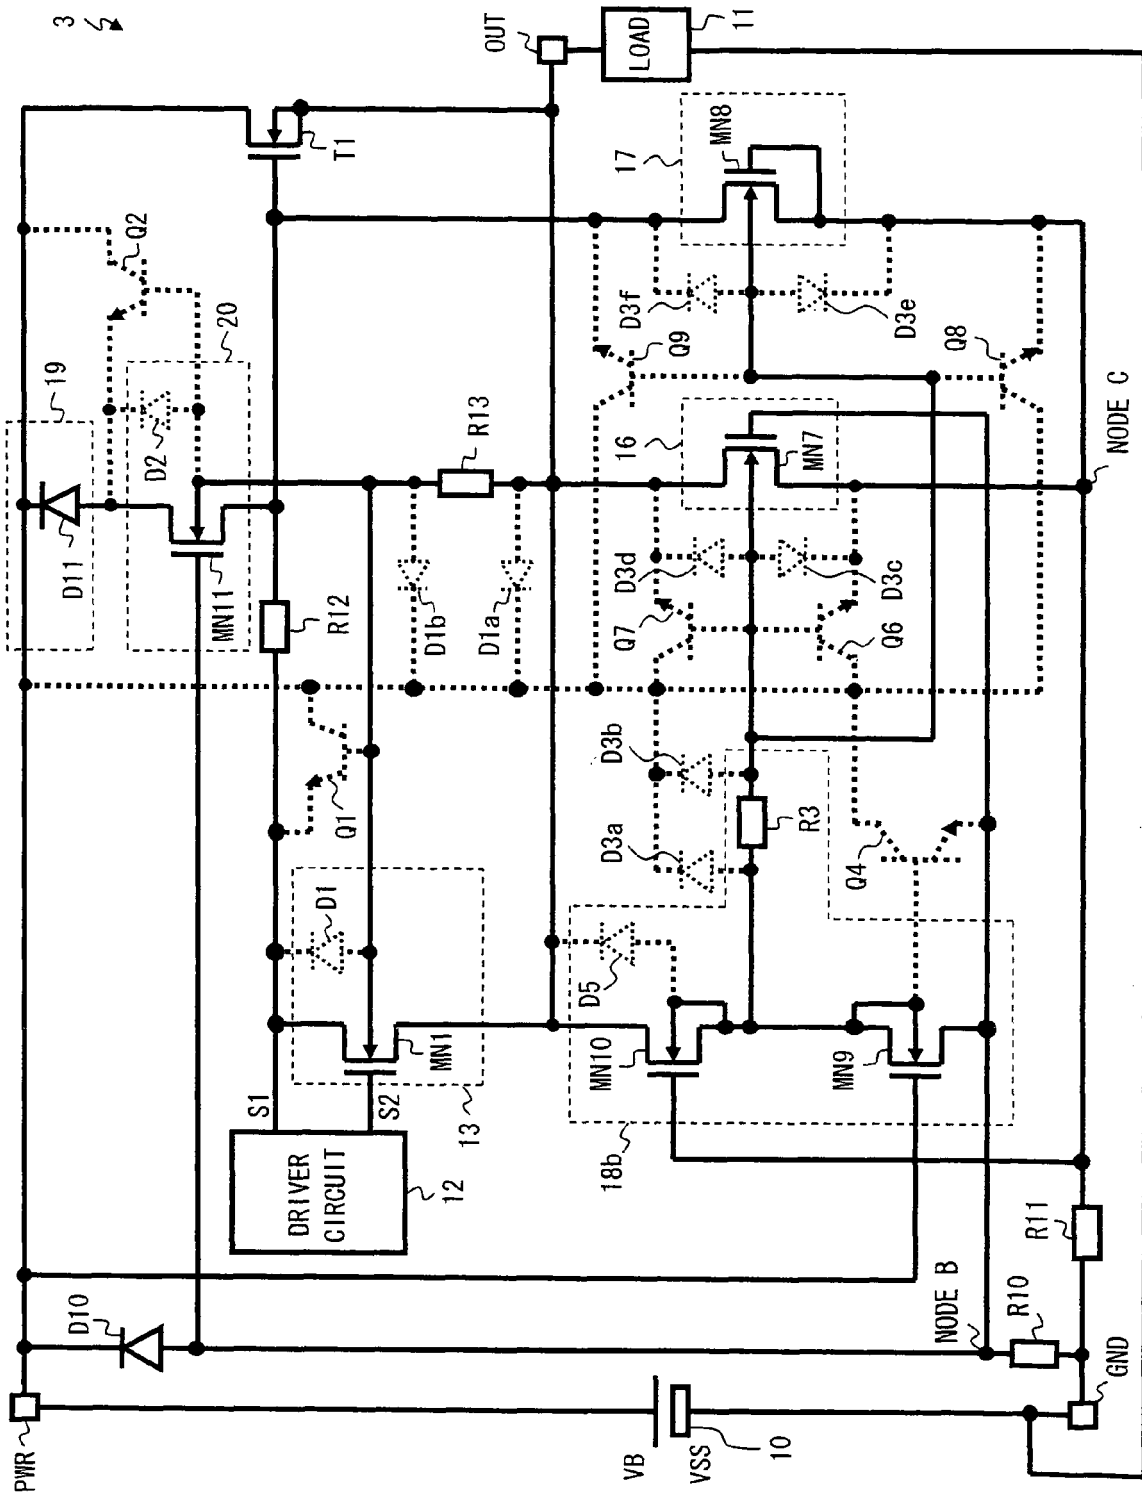 3
PWR
D10
VB
VSS
10
GND
NODE B
R10
R11
DRIVER
CIRCUIT
12
S1
S2
13
MN1
D1
Q1
R12
D11
19
MN11
D2
20
Q2
T1
OUT
LOAD
11
R13
D1b
D1a
18b
MN10
D5
MN9
D3a
D3b
R3
Q4
Q7
Q6
D3d
D3c
16
MN7
Q9
Q8
D3f
D3e
17
MN8
NODE C